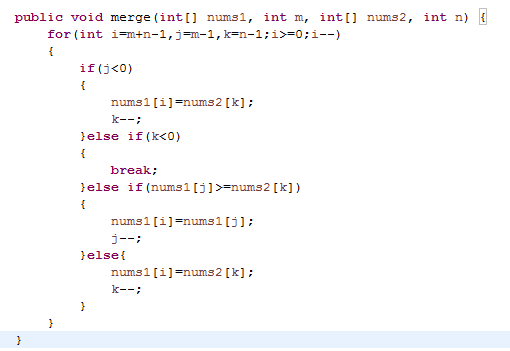 public void merge(int[] nums1, int m, int[] nums2, int n) {
for(int i=m+n-1,j=m-1,k=n-1;i>=0;i--)
{
if(j<0)
{
nums1[i]=nums2[k];
k--;
}else if(k<0)
{
break;
}else if(nums1[j]>=nums2[k])
{
nums1[i]=nums1[j];
j--;
}else{
nums1[i]=nums2[k];
k--;
}
}
}